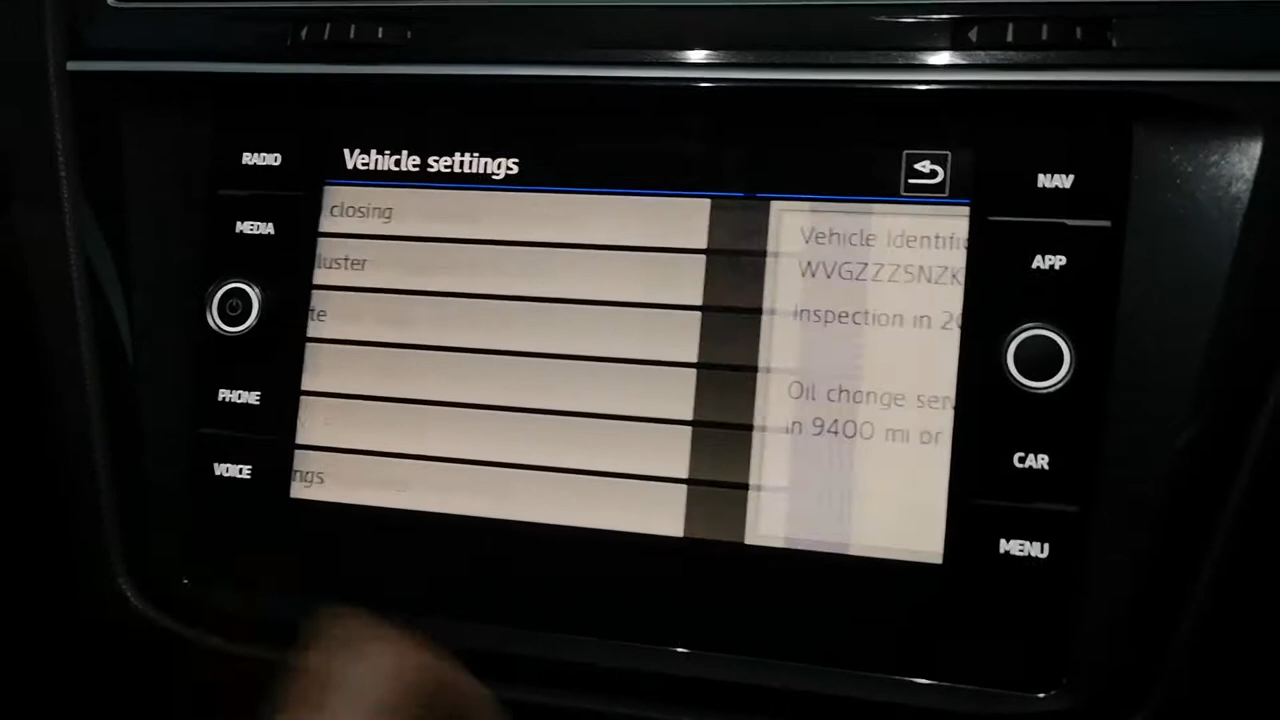 RADIO
MEDIA
PHONE
VOICE
Vehicle settings
closing
luster
te
ngs
Vehicle Identific
WVGZZZ5NZK
Inspection in 2
Oil change ser
in 9400 mi or
NAV
APP
CAR
MENU